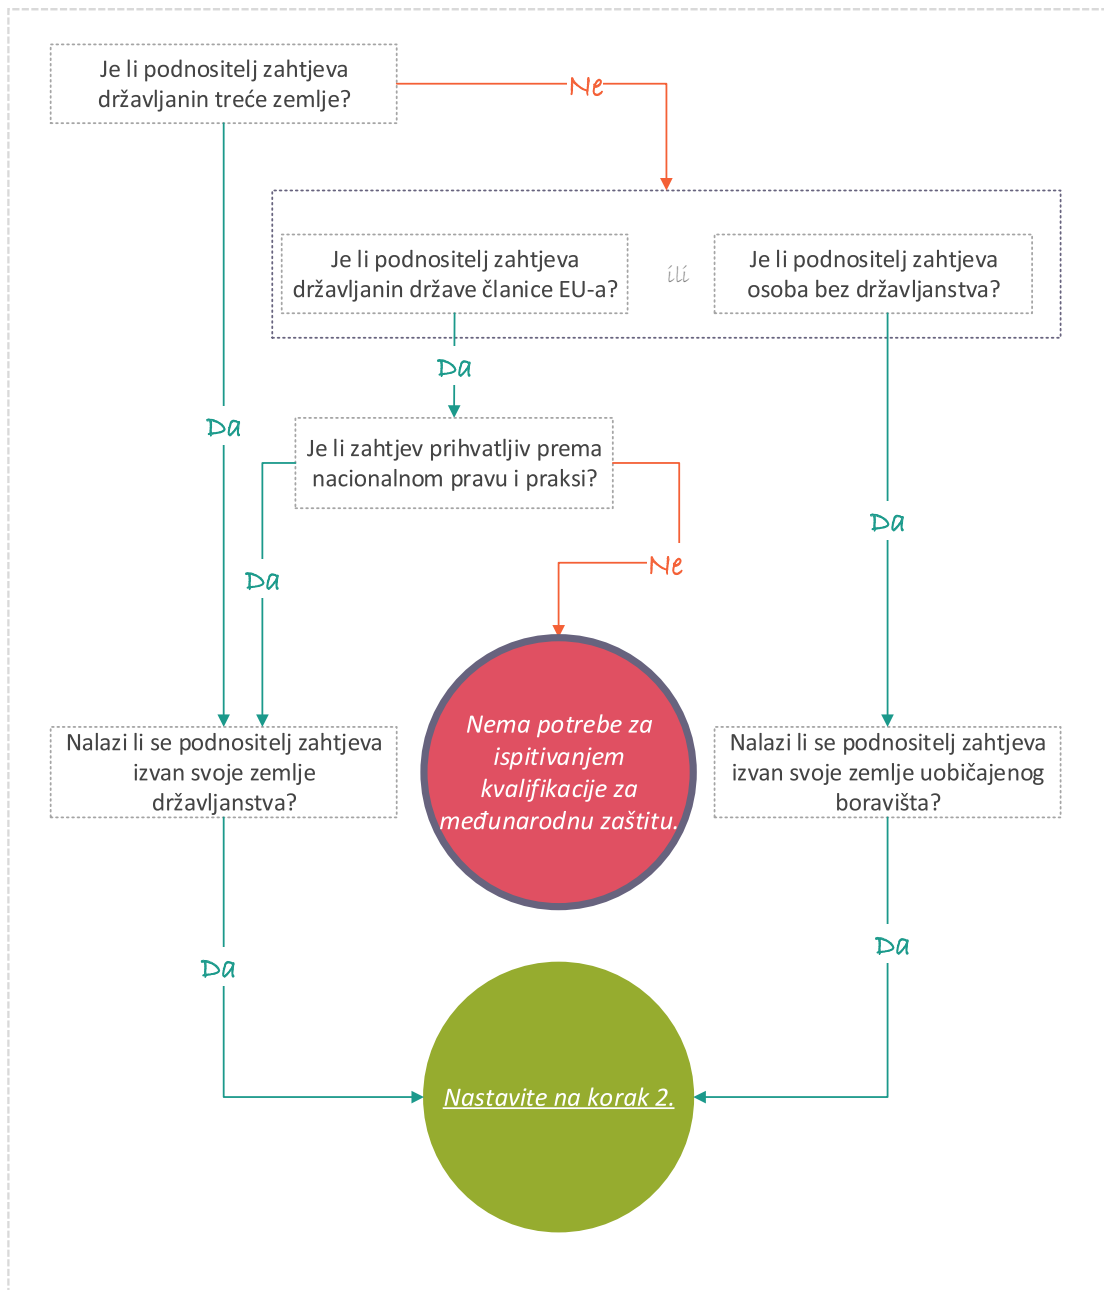 Je li podnositelj zahtjeva
državljanin treće zemlje?
Ne
Je li podnositelj zahtjeva
državljanin države članice EU-a?
ili
Je li podnositelj zahtjeva
osoba bez državljanstva?
Da
Da
Je li zahtjev prihvatljiv prema
nacionalnom pravu i praksi?
Da
Ne
Da
Nalazi li se podnositelj zahtjeva
izvan svoje zemlje
državljanstva?
Nema potrebe za
ispitivanjem
kvalifikacije za
međunarodnu zaštitu.
Nalazi li se podnositelj zahtjeva
izvan svoje zemlje uobičajenog
boravišta?
Da
Da
Nastavite na korak 2.